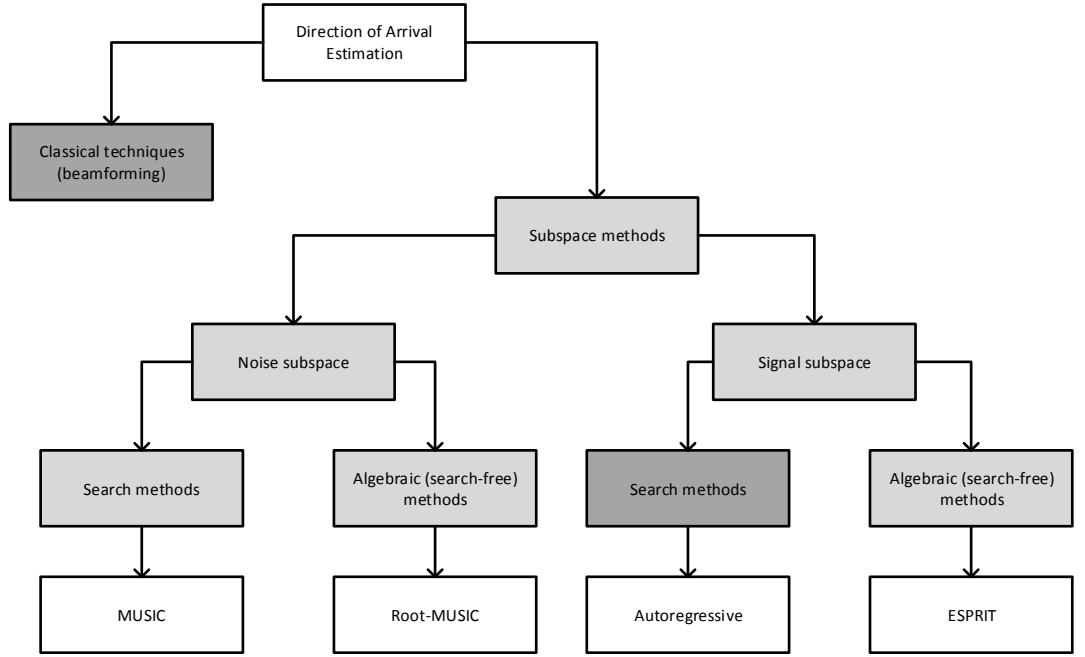 Direction of Arrival
Estimation
Classical techniques
(beamforming)
Subspace methods
Noise subspace
Signal subspace
Search methods
Algebraic (search-free)
methods
Search methods
Algebraic (search-free)
methods
MUSIC
Root-MUSIC
Autoregressive
ESPRIT